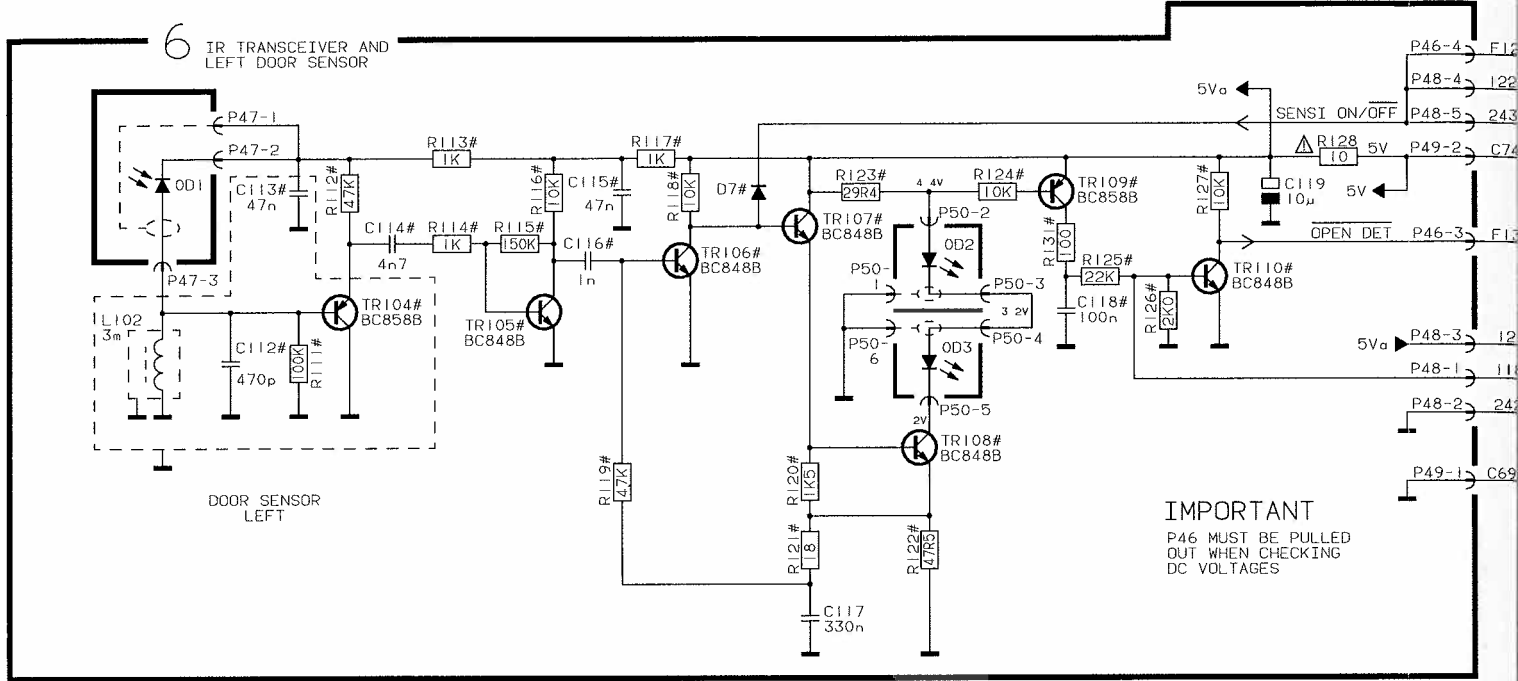 6 IR TRANSCEIVER AND
LEFT DOOR SENSOR
P47-1
P47-2
OD1
P47-3
C113#
47n
R112#
47K
R113#
1K
C114#
4n7
R114#
1K
R115#
150K
R116#
10K
C115#
47n
R117#
1K
R118#
10K
C116#
1n
L102
3m
C112#
470p
R111#
100K
TR104#
BC858B
TR105#
BC848B
TR106#
BC848B
D7#
TR107#
BC848B
R123#
29R4
4 4V
R124#
10K
P50-2
OD2
P50-
1
P50-3
3 2V
P50-4
P50-
6
OD3
P50-5
2V
TR108#
BC848B
TR109#
BC858B
R131#
100
R125#
22K
C118#
100n
R126#
2K0
R127#
10K
TR110#
BC848B
R119#
47K
R120#
1K5
R121#
18
R122#
47R5
C117
330n
DOOR SENSOR
LEFT
5Va
SENSI ON/OFF
R128
10
5V
5V
C119
10µ
OPEN DET
5Va
P46-4
P48-4
122
P48-5
243
P49-2
C74
P46-3
P48-3
P48-1
P48-2
P49-1
C69
IMPORTANT
P46 MUST BE PULLED
OUT WHEN CHECKING
DC VOLTAGES